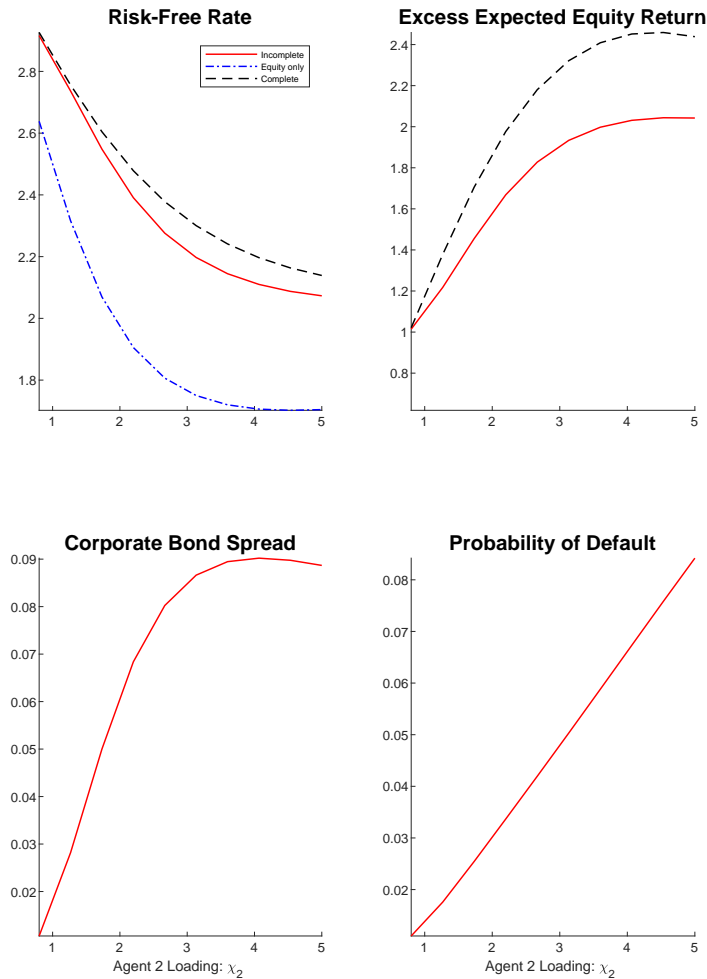 Risk-Free Rate
2.8
2.6
2.4
2.2
2
1.8
1 2 3 4 5
Incomplete
Equity only
Complete
Excess Expected Equity Return
2.4
2.2
2
1.8
1.6
1.4
1.2
1
0.8
1 2 3 4 5
Corporate Bond Spread
0.09
0.08
0.07
0.06
0.05
0.04
0.03
0.02
1 2 3 4 5
Agent 2 Loading: χ₂
Probability of Default
0.08
0.07
0.06
0.05
0.04
0.03
0.02
1 2 3 4 5
Agent 2 Loading: χ₂